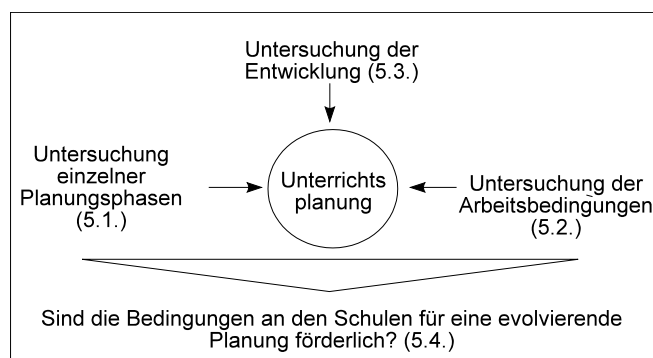 Untersuchung der
Entwicklung (5.3.)
Untersuchung
einzelner
Planungsphasen
(5.1.)
Unterrichts
planung
Untersuchung der
Arbeitsbedingungen
(5.2.)
Sind die Bedingungen an den Schulen für eine evolvierende
Planung förderlich? (5.4.)